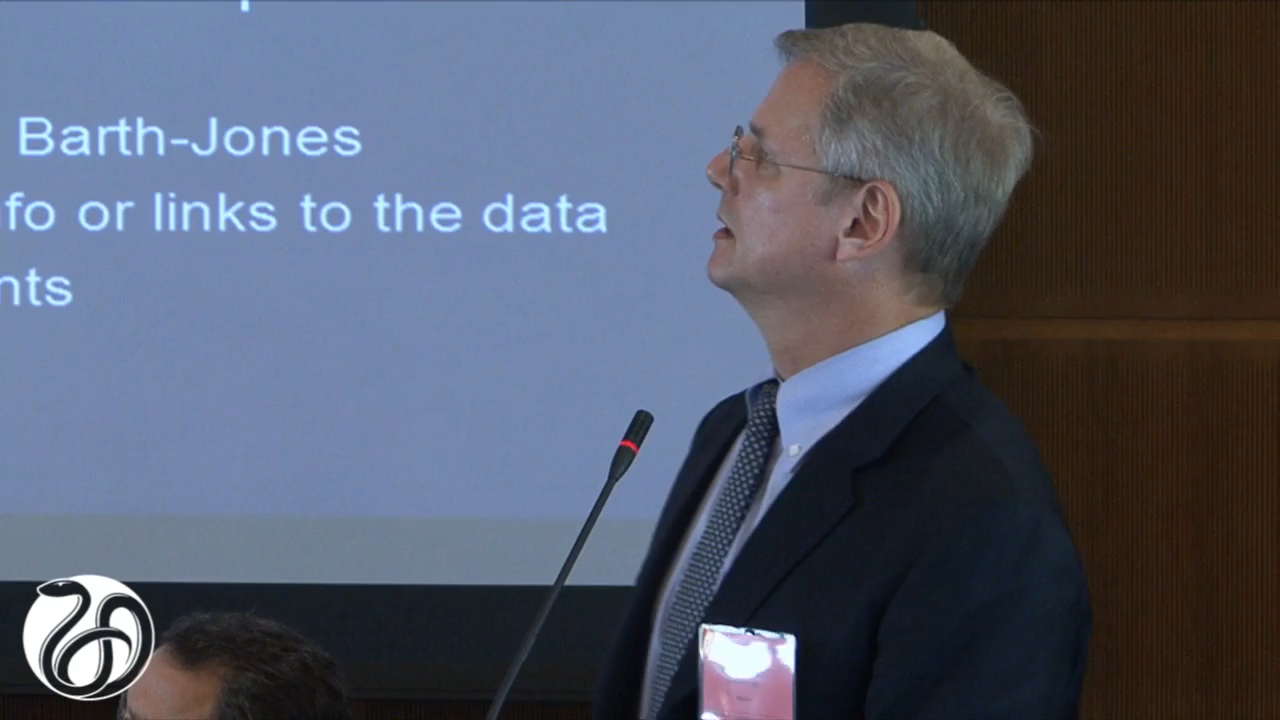 Barth-Jones
fo or links to the data
nts